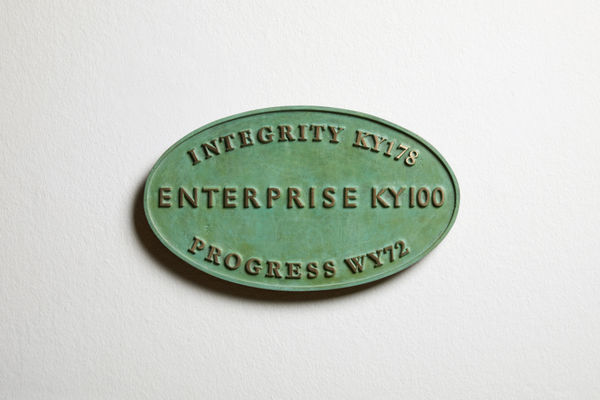 INTEGRITY KY178
ENTERPRISE KY100
PROGRESS WY72